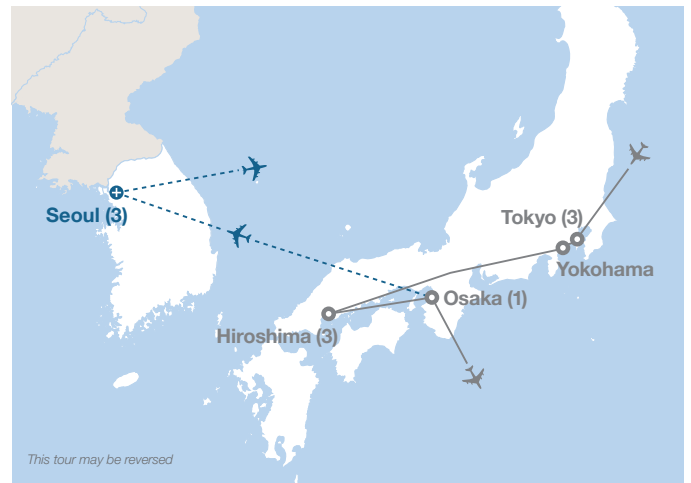 Seoul (3)
Tokyo (3)
Yokohama
Osaka (1)
Hiroshima (3)
This tour may be reversed